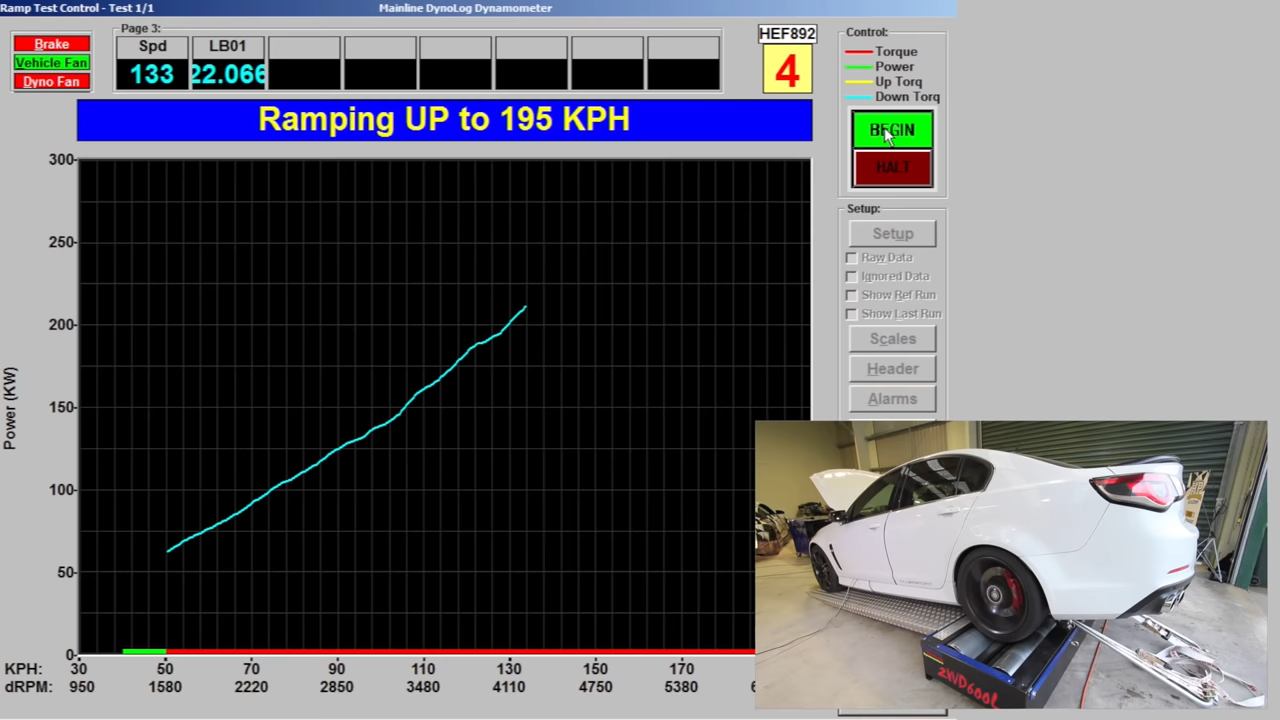 Ramp Test Control - Test 1/1
Mainline DynoLog Dynamometer
Page 3:
Brake
Vehicle Fan
Dyno Fan
Spd
LB01
133
22.066
HEF892
4
Control:
Torque
Power
Up Torq
Down Torq
BEGIN
HALT
Ramping UP to 195 KPH
Setup:
Setup
Raw Data
Ignored Data
Show Ref Run
Show Last Run
Scales
Header
Alarms
300
250
200
150
100
50
0
Power (KW)
KPH: 30 50 70 90 110 130 150 170
dRPM: 950 1580 2220 2850 3480 4110 4750 5380
2WD600L